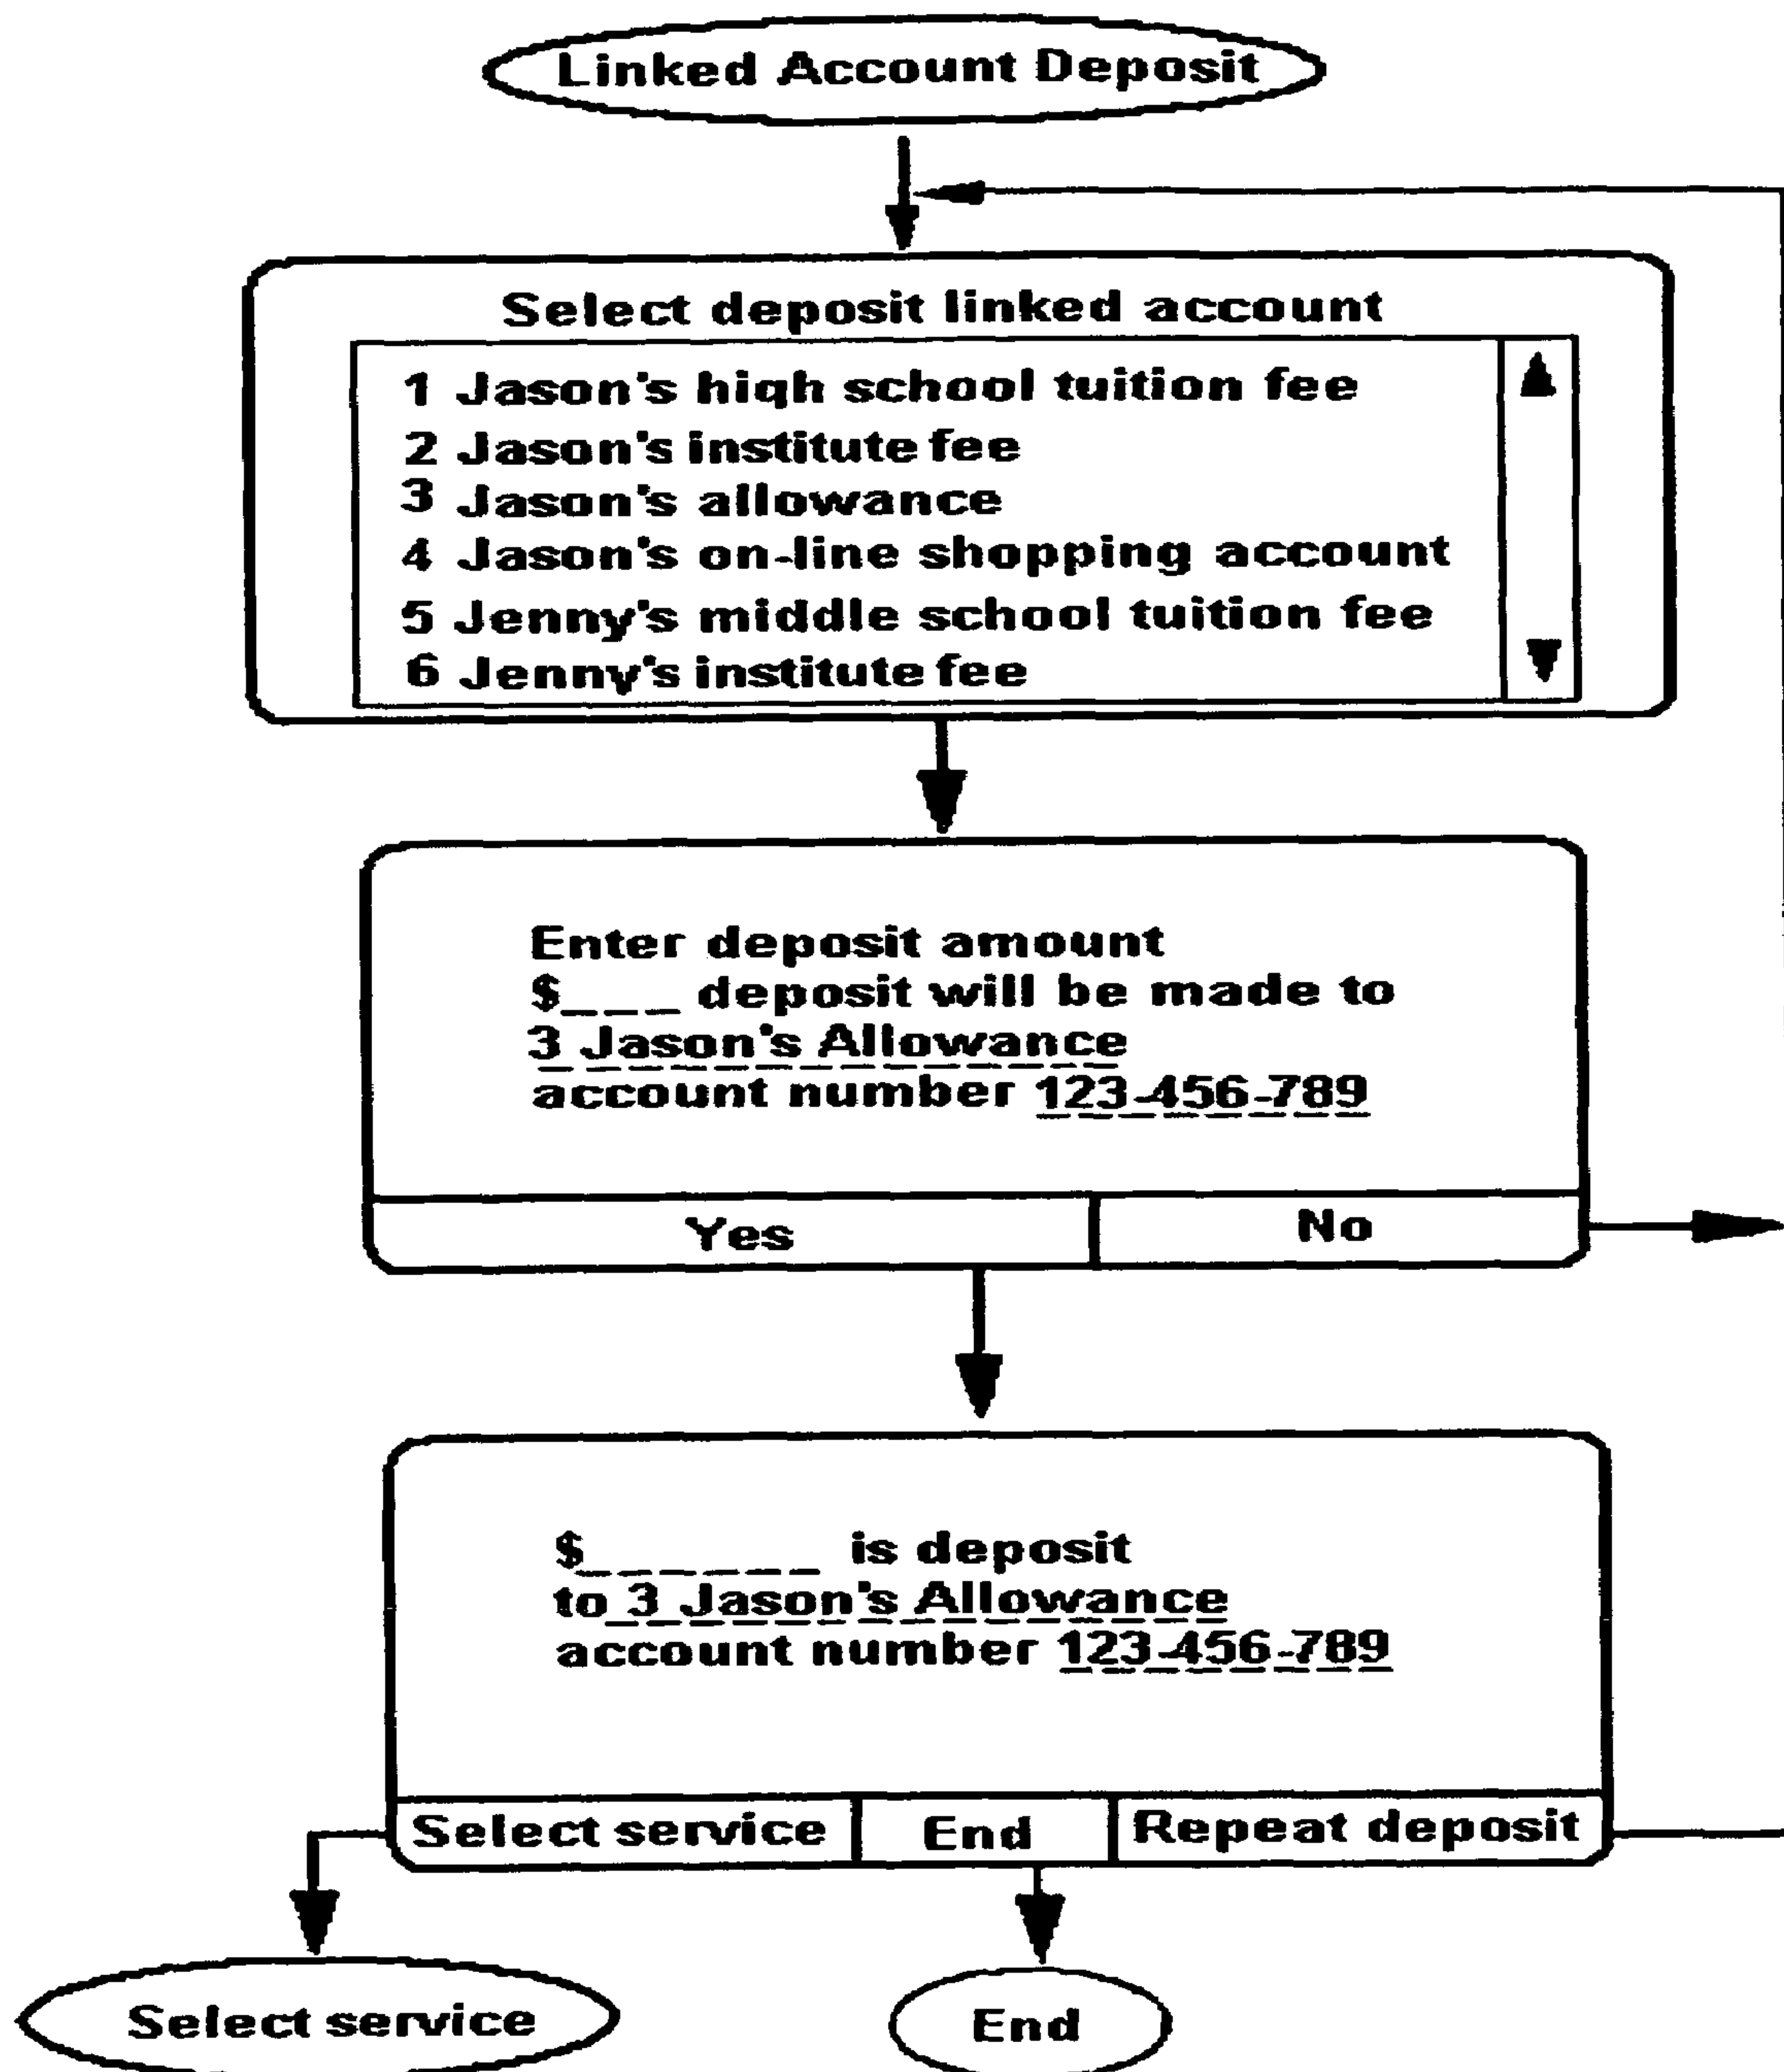 Linked Account Deposit
Select deposit linked account
1 Jason's high school tuition fee
2 Jason's institute fee
3 Jason's allowance
4 Jason's on-line shopping account
5 Jenny's middle school tuition fee
6 Jenny's institute fee
Enter deposit amount
$____ deposit will be made to
3 Jason's Allowance
account number 123-456-789
Yes No
$______ is deposit
to 3 Jason's Allowance
account number 123-456-789
Select service End Repeat deposit
Select service End